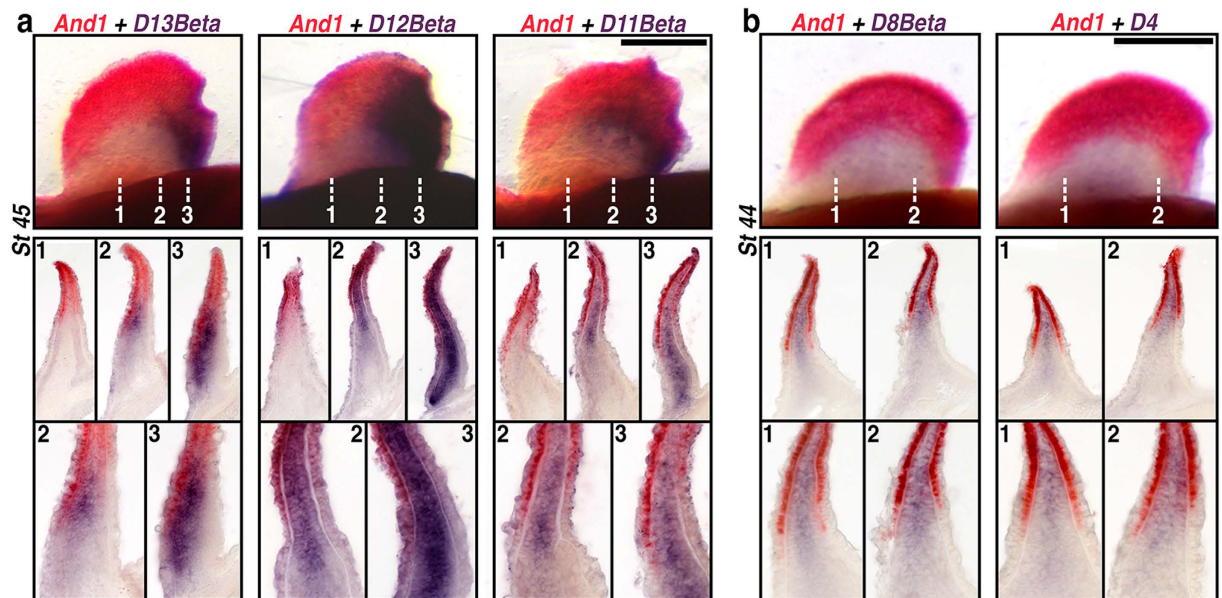 a
And1 + D13Beta
And1 + D12Beta
And1 + D11Beta
St 45
1 2 3
1 2 3
1 2 3
1 2 3
1 2 3
1 2 3
2 3
2 3
2 3
b
And1 + D8Beta
And1 + D4
St 44
1 2
1 2
1 2
1 2
1 2
1 2